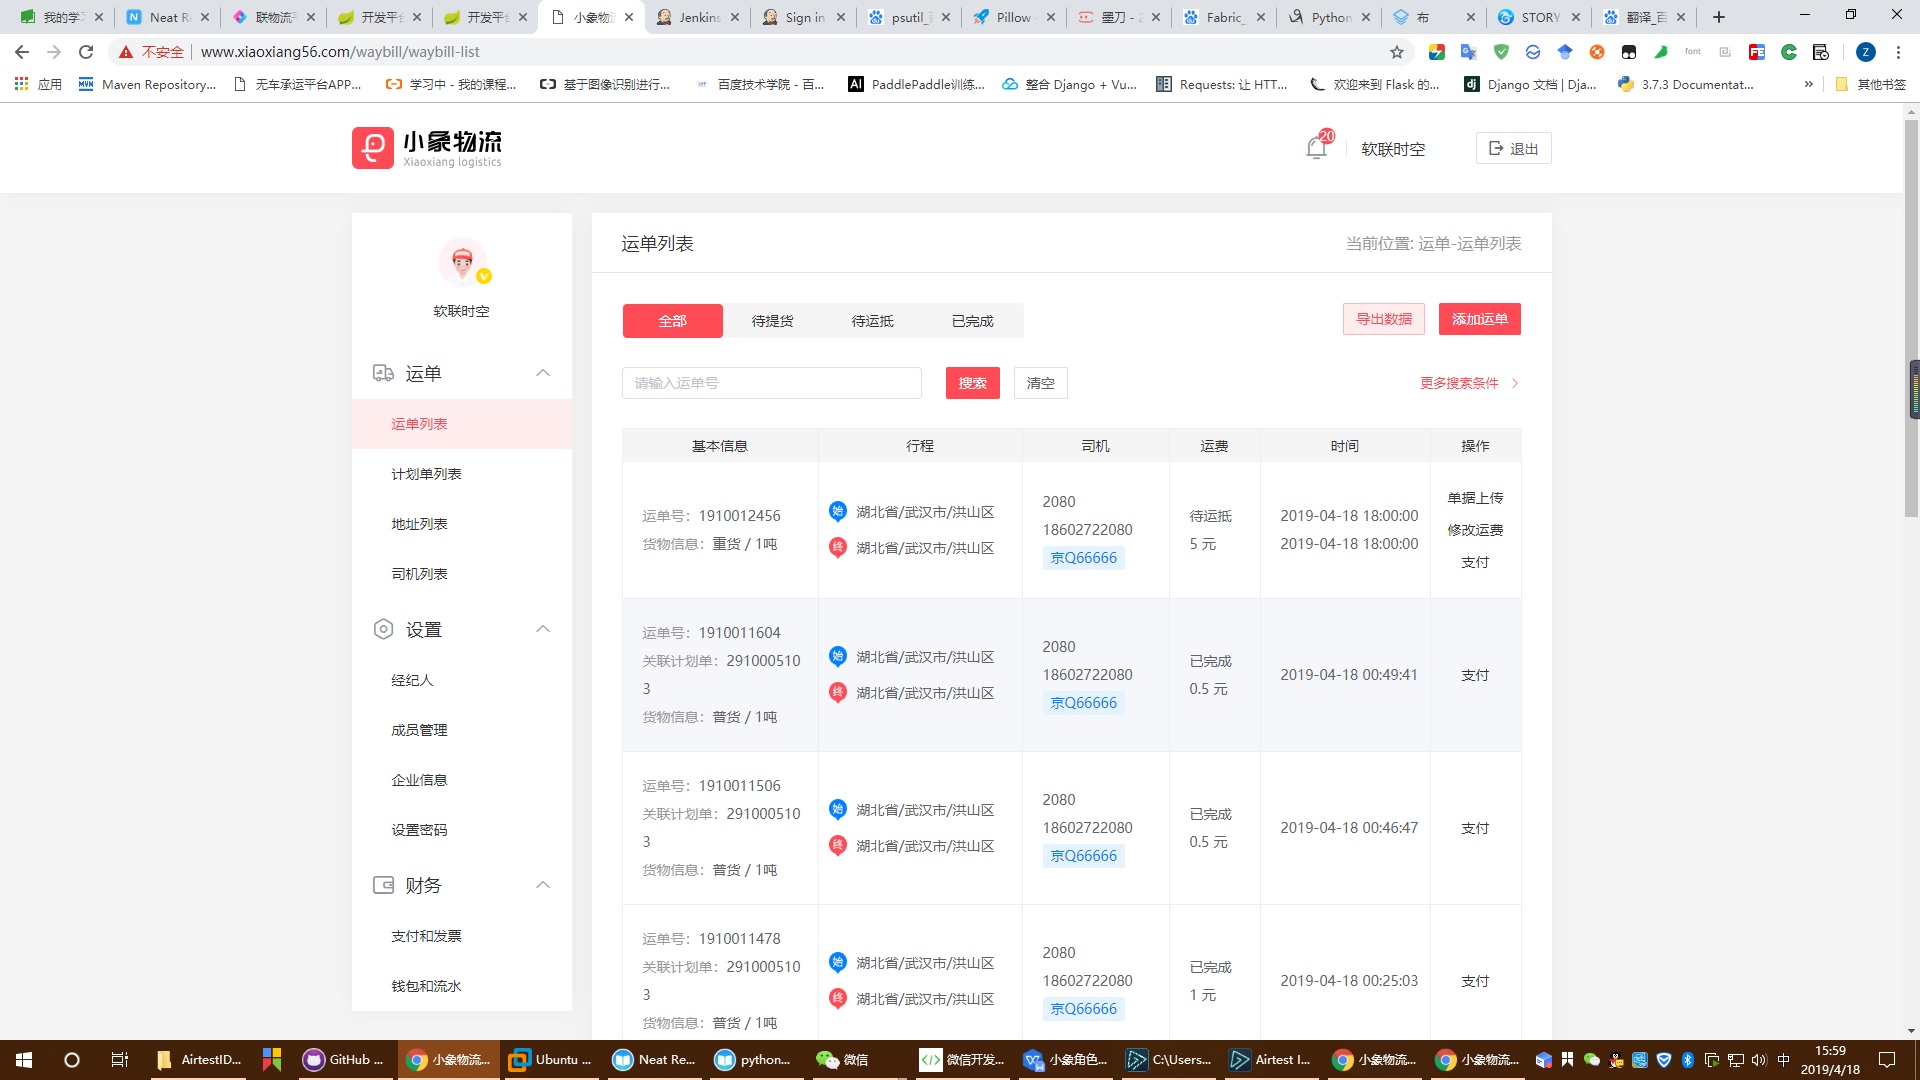 我的学
Neat R
联物流
开发平台
开发平台
小象物流
Jenkins
Sign in
psutil_
Pillow
墨刀 - 2
Fabric_
Python
布
STORY
翻译_百
不安全
www.xiaoxiang56.com/waybill/waybill-list
font
Z
应用
Maven Repository...
无车承运平台APP...
学习中 - 我的课程...
基于图像识别进行...
百度技术学院 - 百...
AI PaddlePaddle训练...
整合 Django + Vu...
Requests: 让 HTT...
欢迎来到 Flask 的...
dj Django 文档 | Dja...
3.7.3 Documentat...
»
其他书签
小象物流
Xiaoxiang logistics
20
软联时空
退出
软联时空
运单
运单列表
计划单列表
地址列表
司机列表
设置
经纪人
成员管理
企业信息
设置密码
财务
支付和发票
钱包和流水
运单列表
当前位置: 运单-运单列表
全部 待提货 待运抵 已完成
导出数据 添加运单
请输入运单号 搜索 清空
更多搜索条件
基本信息 行程 司机 运费 时间 操作
运单号：1910012456
货物信息：重货 / 1吨
始 湖北省/武汉市/洪山区
终 湖北省/武汉市/洪山区
2080
18602722080
京Q66666
待运抵
5 元
2019-04-18 18:00:00
2019-04-18 18:00:00
单据上传
修改运费
支付
运单号：1910011604
关联计划单：291000510
3
货物信息：普货 / 1吨
始 湖北省/武汉市/洪山区
终 湖北省/武汉市/洪山区
2080
18602722080
京Q66666
已完成
0.5 元
2019-04-18 00:49:41
支付
运单号：1910011506
关联计划单：291000510
3
货物信息：普货 / 1吨
始 湖北省/武汉市/洪山区
终 湖北省/武汉市/洪山区
2080
18602722080
京Q66666
已完成
0.5 元
2019-04-18 00:46:47
支付
运单号：1910011478
关联计划单：291000510
3
货物信息：普货 / 1吨
始 湖北省/武汉市/洪山区
终 湖北省/武汉市/洪山区
2080
18602722080
京Q66666
已完成
1 元
2019-04-18 00:25:03
支付
AirtestID...
GitHub ...
小象物流...
Ubuntu ...
Neat Re...
python...
微信
微信开发...
小象角色...
C:\Users...
Airtest I...
小象物流...
小象物流...
中
15:59
2019/4/18